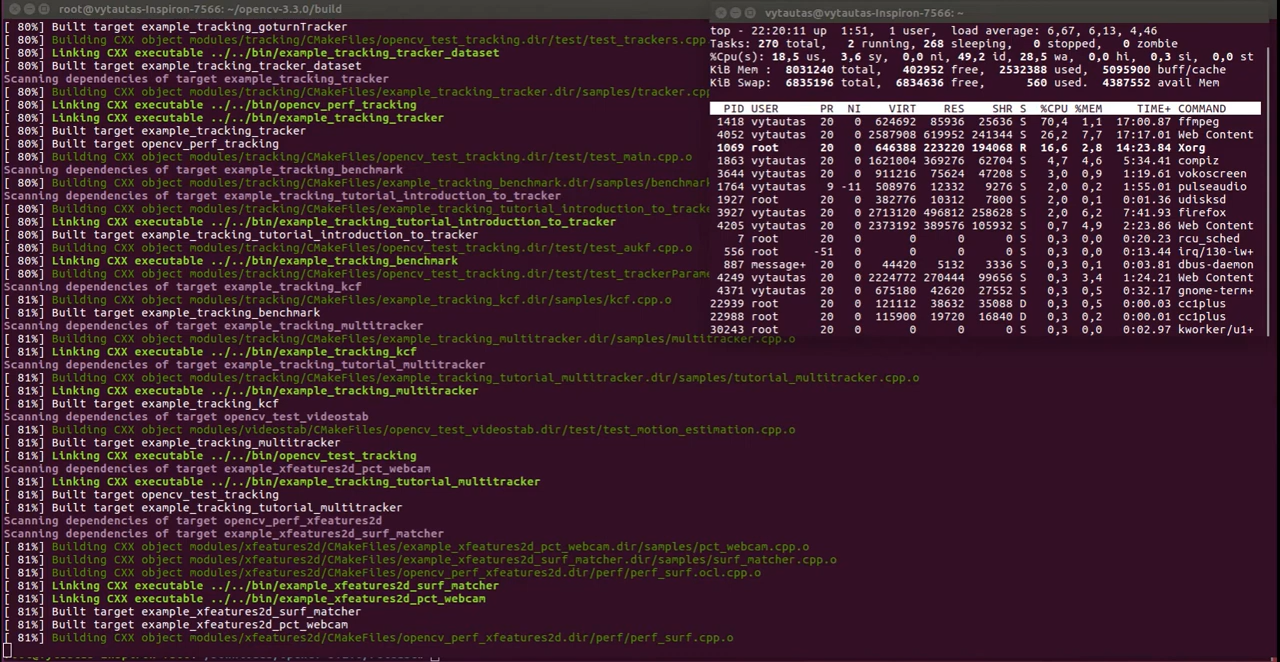 root@vytautas-Inspiron-7566: ~/opencv-3.3.0/build
[ 80%] Built target example_tracking_goturnTracker
[ 80%] Building CXX object modules/tracking/CMakeFiles/opencv_test_tracking.dir/test/test_trackers.cpp
[ 80%] Linking CXX executable ../../bin/example_tracking_tracker_dataset
[ 80%] Built target example_tracking_tracker_dataset
Scanning dependencies of target example_tracking_tracker
[ 80%] Building CXX object modules/tracking/CMakeFiles/example_tracking_tracker.dir/samples/tracker.cpp
[ 80%] Linking CXX executable ../../bin/opencv_perf_tracking
[ 80%] Linking CXX executable ../../bin/example_tracking_tracker
[ 80%] Built target example_tracking_tracker
[ 80%] Built target opencv_perf_tracking
[ 80%] Building CXX object modules/tracking/CMakeFiles/opencv_test_tracking.dir/test/test_main.cpp.o
Scanning dependencies of target example_tracking_benchmark
[ 80%] Building CXX object modules/tracking/CMakeFiles/example_tracking_benchmark.dir/samples/benchmark
Scanning dependencies of target example_tracking_tutorial_introduction_to_tracker
[ 80%] Building CXX object modules/tracking/CMakeFiles/example_tracking_tutorial_introduction_to_tracke
[ 80%] Linking CXX executable ../../bin/example_tracking_tutorial_introduction_to_tracker
[ 80%] Built target example_tracking_tutorial_introduction_to_tracker
[ 80%] Building CXX object modules/tracking/CMakeFiles/opencv_test_tracking.dir/test/test_aukf.cpp.o
[ 80%] Linking CXX executable ../../bin/example_tracking_benchmark
[ 80%] Building CXX object modules/tracking/CMakeFiles/opencv_test_tracking.dir/test/test_trackerParame
Scanning dependencies of target example_tracking_kcf
[ 81%] Building CXX object modules/tracking/CMakeFiles/example_tracking_kcf.dir/samples/kcf.cpp.o
[ 81%] Built target example_tracking_benchmark
Scanning dependencies of target example_tracking_multitracker
[ 81%] Building CXX object modules/tracking/CMakeFiles/example_tracking_multitracker.dir/samples/multitracker.cpp.o
[ 81%] Linking CXX executable ../../bin/example_tracking_kcf
Scanning dependencies of target example_tracking_tutorial_multitracker
[ 81%] Building CXX object modules/tracking/CMakeFiles/example_tracking_tutorial_multitracker.dir/samples/tutorial_multitracker.cpp.o
[ 81%] Linking CXX executable ../../bin/example_tracking_multitracker
[ 81%] Built target example_tracking_kcf
Scanning dependencies of target opencv_test_videostab
[ 81%] Building CXX object modules/videostab/CMakeFiles/opencv_test_videostab.dir/test/test_motion_estimation.cpp.o
[ 81%] Built target example_tracking_multitracker
[ 81%] Linking CXX executable ../../bin/opencv_test_tracking
Scanning dependencies of target example_xfeatures2d_pct_webcam
[ 81%] Linking CXX executable ../../bin/example_tracking_tutorial_multitracker
[ 81%] Built target opencv_test_tracking
[ 81%] Built target example_tracking_tutorial_multitracker
Scanning dependencies of target opencv_perf_xfeatures2d
Scanning dependencies of target example_xfeatures2d_surf_matcher
[ 81%] Building CXX object modules/xfeatures2d/CMakeFiles/example_xfeatures2d_pct_webcam.dir/samples/pct_webcam.cpp.o
[ 81%] Building CXX object modules/xfeatures2d/CMakeFiles/example_xfeatures2d_surf_matcher.dir/samples/surf_matcher.cpp.o
[ 81%] Building CXX object modules/xfeatures2d/CMakeFiles/opencv_perf_xfeatures2d.dir/perf/perf_surf.ocl.cpp.o
[ 81%] Linking CXX executable ../../bin/example_xfeatures2d_surf_matcher
[ 81%] Linking CXX executable ../../bin/example_xfeatures2d_pct_webcam
[ 81%] Built target example_xfeatures2d_surf_matcher
[ 81%] Built target example_xfeatures2d_pct_webcam
[ 81%] Building CXX object modules/xfeatures2d/CMakeFiles/opencv_perf_xfeatures2d.dir/perf/perf_surf.cpp.o
vytautas@vytautas-Inspiron-7566: ~
top - 22:20:11 up  1:51,  1 user,  load average: 6,67, 6,13, 4,46
Tasks: 270 total,   2 running, 268 sleeping,   0 stopped,   0 zombie
%Cpu(s): 18,5 us,  3,6 sy,  0,0 ni, 49,2 id, 28,5 wa,  0,0 hi,  0,3 si,  0,0 st
KiB Mem :  8031240 total,   402952 free,  2532388 used,  5095900 buff/cache
KiB Swap:  6835196 total,  6834636 free,      560 used.  4387552 avail Mem
PID USER PR NI VIRT RES SHR S %CPU %MEM TIME+ COMMAND
1418 vytautas 20 0 624692 85936 25636 S 70,4 1,1 17:00.87 ffmpeg
4052 vytautas 20 0 2587908 619952 241344 S 26,2 7,7 17:17.01 Web Content
1069 root 20 0 646388 223220 194068 R 16,6 2,8 14:23.84 Xorg
1863 vytautas 20 0 1621004 369276 62704 S 4,7 4,6 5:34.41 compiz
3644 vytautas 20 0 911216 75624 47208 S 3,0 0,9 1:19.61 vokoscreen
1764 vytautas 9 -11 508976 12332 9276 S 2,0 0,2 1:55.01 pulseaudio
1927 root 20 0 382776 10312 7800 S 2,0 0,1 0:01.36 udisksd
3927 vytautas 20 0 2713120 496812 258628 S 2,0 6,2 7:41.93 firefox
4205 vytautas 20 0 2373192 389576 105932 S 0,7 4,9 2:23.86 Web Content
7 root 20 0 0 0 0 S 0,3 0,0 0:20.23 rcu_sched
556 root -51 0 0 0 0 S 0,3 0,0 0:13.44 irq/130-iw+
887 message+ 20 0 44420 5132 3336 S 0,3 0,1 0:03.81 dbus-daemon
4249 vytautas 20 0 2224772 270444 99656 S 0,3 3,4 1:24.21 Web Content
4371 vytautas 20 0 675180 42620 27552 S 0,3 0,5 0:32.17 gnome-term+
22939 root 20 0 121112 38632 35088 D 0,3 0,5 0:00.03 cc1plus
22988 root 20 0 115900 19720 16840 D 0,3 0,2 0:00.01 cc1plus
30243 root 20 0 0 0 0 S 0,3 0,0 0:02.97 kworker/u1+